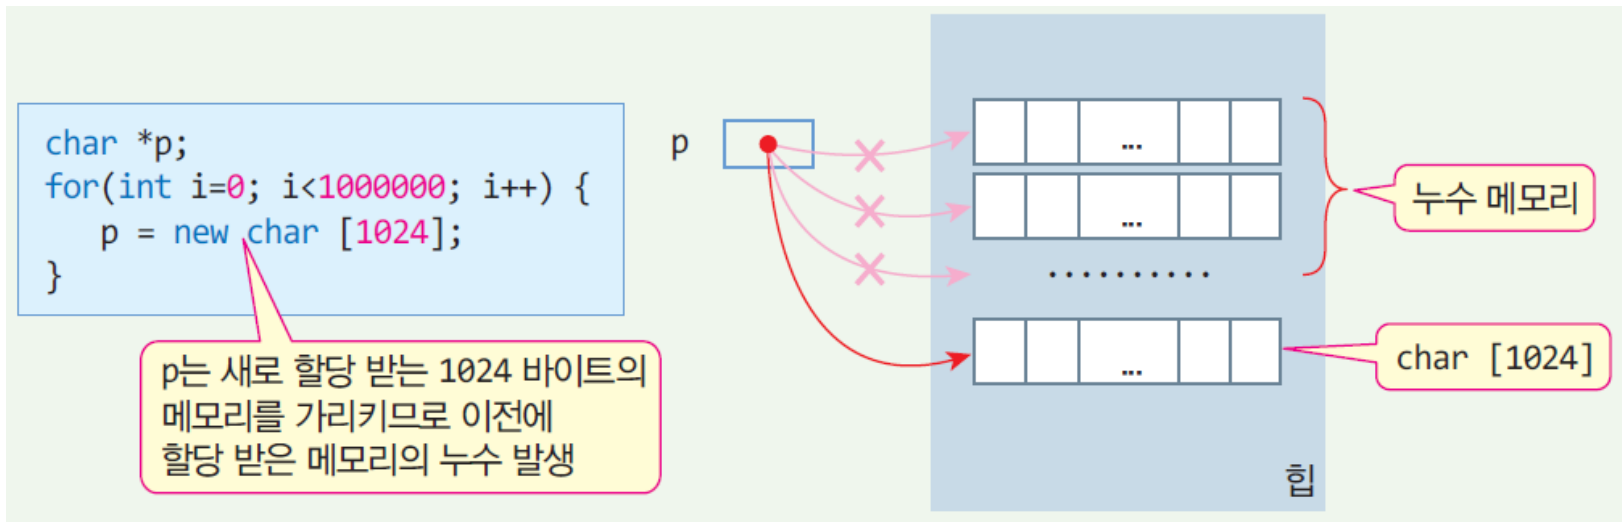 char *p;
for(int i=0; i<1000000; i++) {
p = new char [1024];
}
p는 새로 할당 받는 1024 바이트의
메모리를 가리키므로 이전에
할당 받은 메모리의 누수 발생
p
...
...
..........
...
누수 메모리
char [1024]
힙